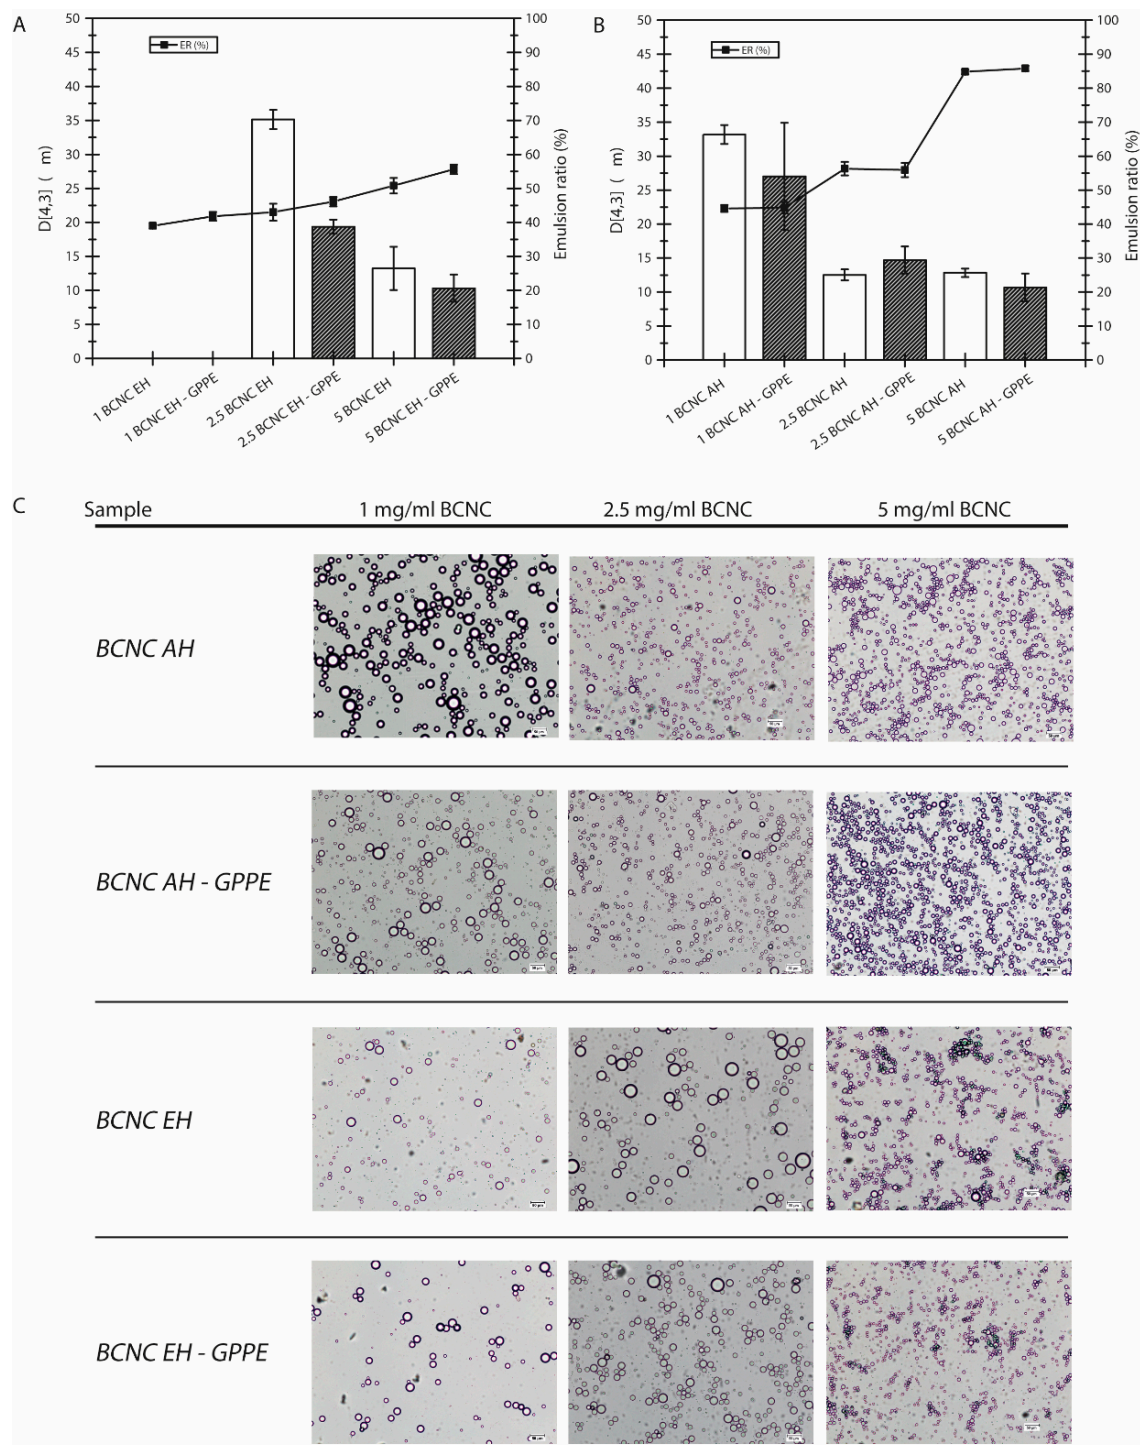 A
B
50
45
40
35
30
25
20
15
10
5
0
D[4,3] ( m)
ER (%)
100
90
80
70
60
50
40
30
20
10
0
Emulsion ratio (%)
1 BCNC EH
1 BCNC EH - GPPE
2.5 BCNC EH
2.5 BCNC EH - GPPE
5 BCNC EH
5 BCNC EH - GPPE
50
45
40
35
30
25
20
15
10
5
0
D[4,3] ( m)
ER (%)
100
90
80
70
60
50
40
30
20
10
0
Emulsion ratio (%)
1 BCNC AH
1 BCNC AH - GPPE
2.5 BCNC AH
2.5 BCNC AH - GPPE
5 BCNC AH
5 BCNC AH - GPPE
C
Sample 1 mg/ml BCNC 2.5 mg/ml BCNC 5 mg/ml BCNC
BCNC AH
BCNC AH - GPPE
BCNC EH
BCNC EH - GPPE